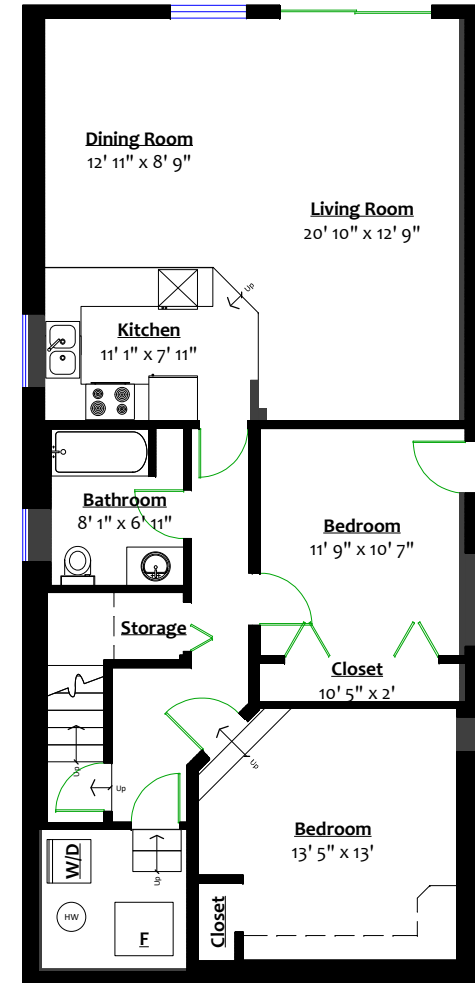 Dining Room
12' 11" x 8' 9"
Living Room
20' 10" x 12' 9"
Up
Kitchen
11' 1" x 7' 11"
Bathroom
8' 1" x 6' 11"
Bedroom
11' 9" x 10' 7"
Storage
Closet
10' 5" x 2'
Up
Up
Up
Bedroom
13' 5" x 13'
W/D
Up
HW
F
Closet